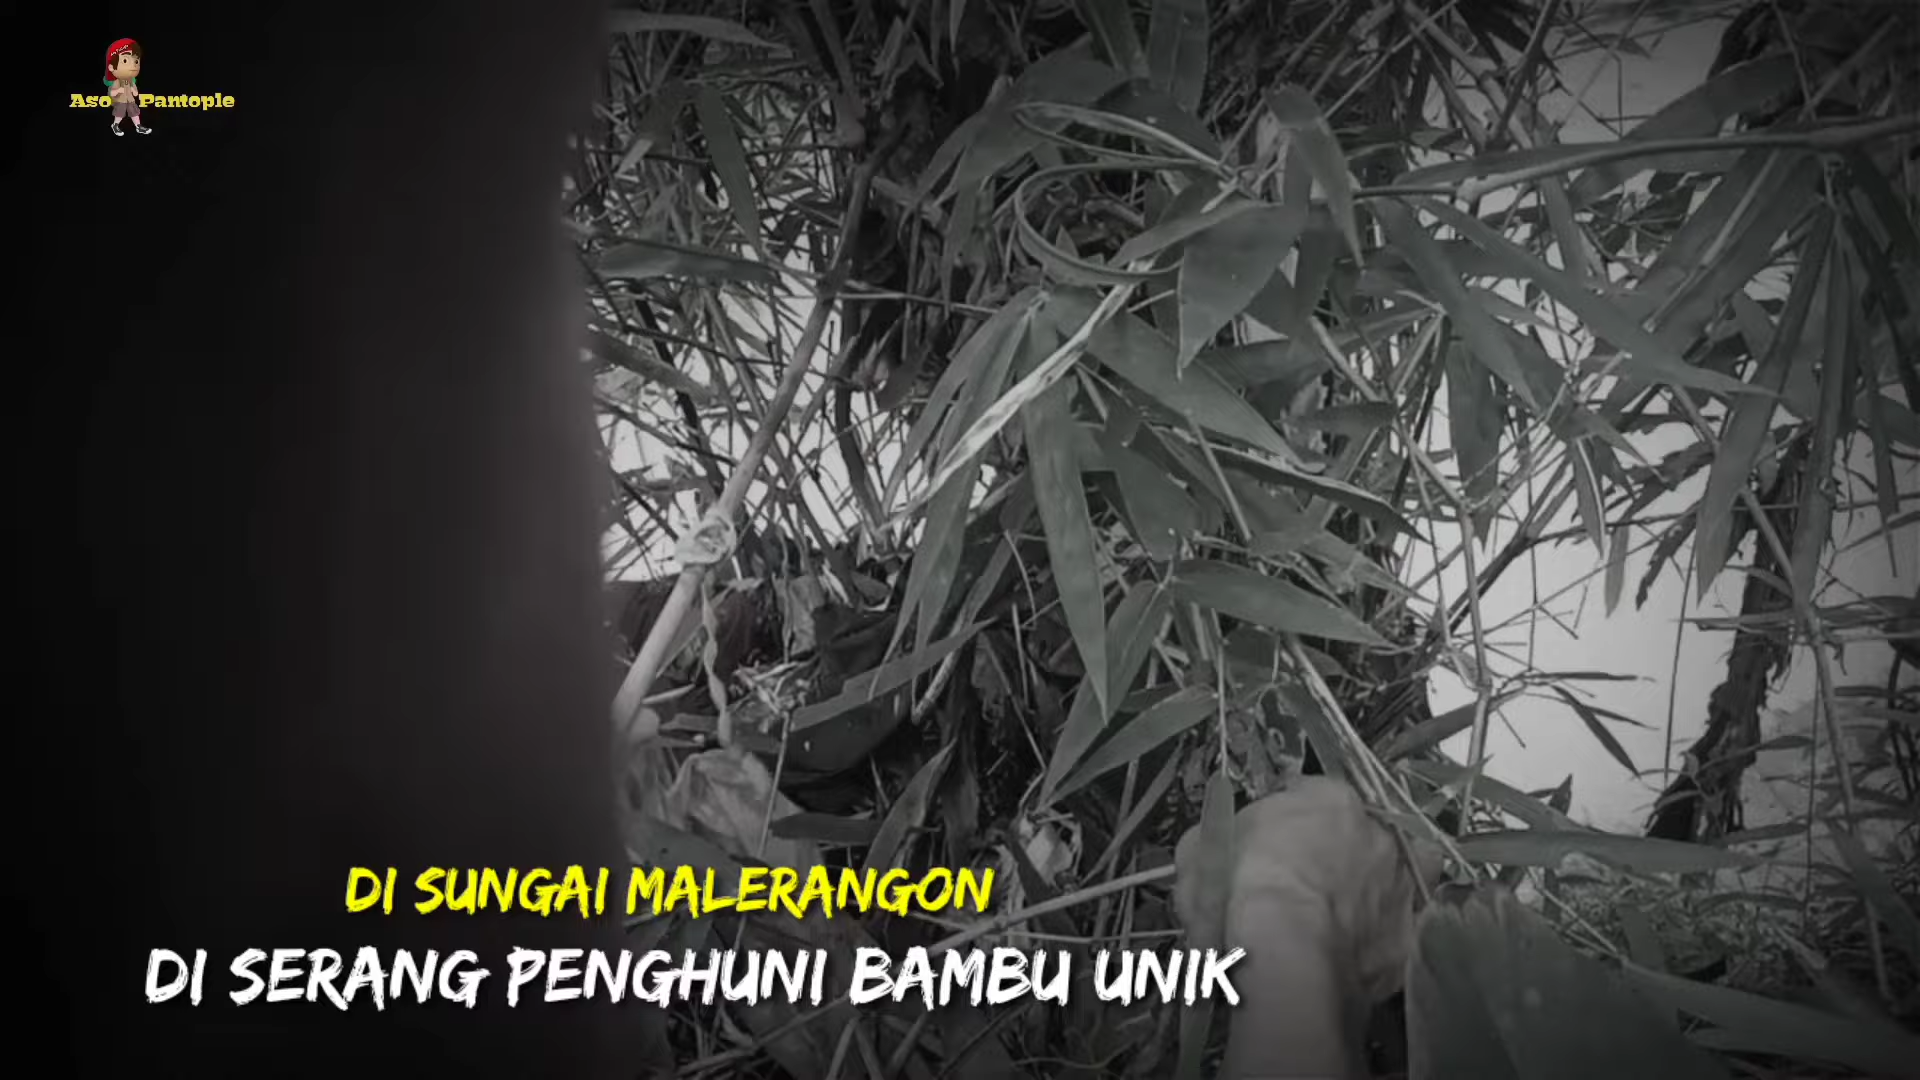 Aso Pantople
DI SUNGAI MALERANGON
DI SERANG PENGHUNI BAMBU UNIK